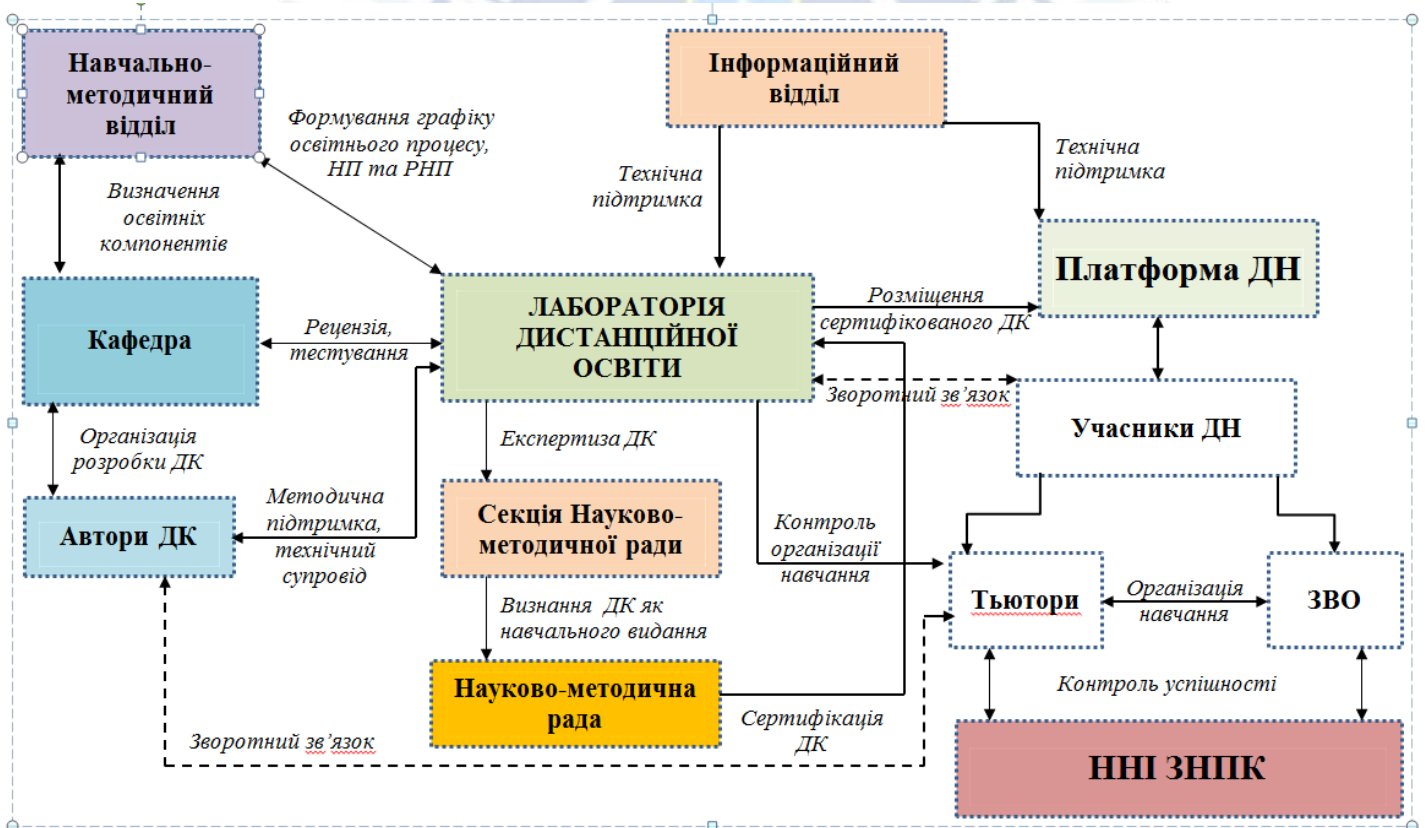 Навчально-
методичний
відділ
Інформаційний
відділ
Формування графіку
освітнього процесу,
НП та РНП
Технічна
підтримка
Технічна
підтримка
Визначення
освітніх
компонентів
Платформа ДН
Кафедра
Рецензія,
тестування
ЛАБОРАТОРІЯ
ДИСТАНЦІЙНОЇ
ОСВІТИ
Розміщення
сертифікованого ДК
Зворотний зв’язок
Учасники ДН
Організація
розробки ДК
Експертиза ДК
Автори ДК
Методична
підтримка,
технічний
супровід
Секція Науково-
методичної ради
Контроль
організації
навчання
Тьютори
Організація
навчання
ЗВО
Визнання ДК як
навчального видання
Науково-методична
рада
Сертифікація
ДК
Контроль успішності
Зворотний зв’язок
ННІ ЗНПК